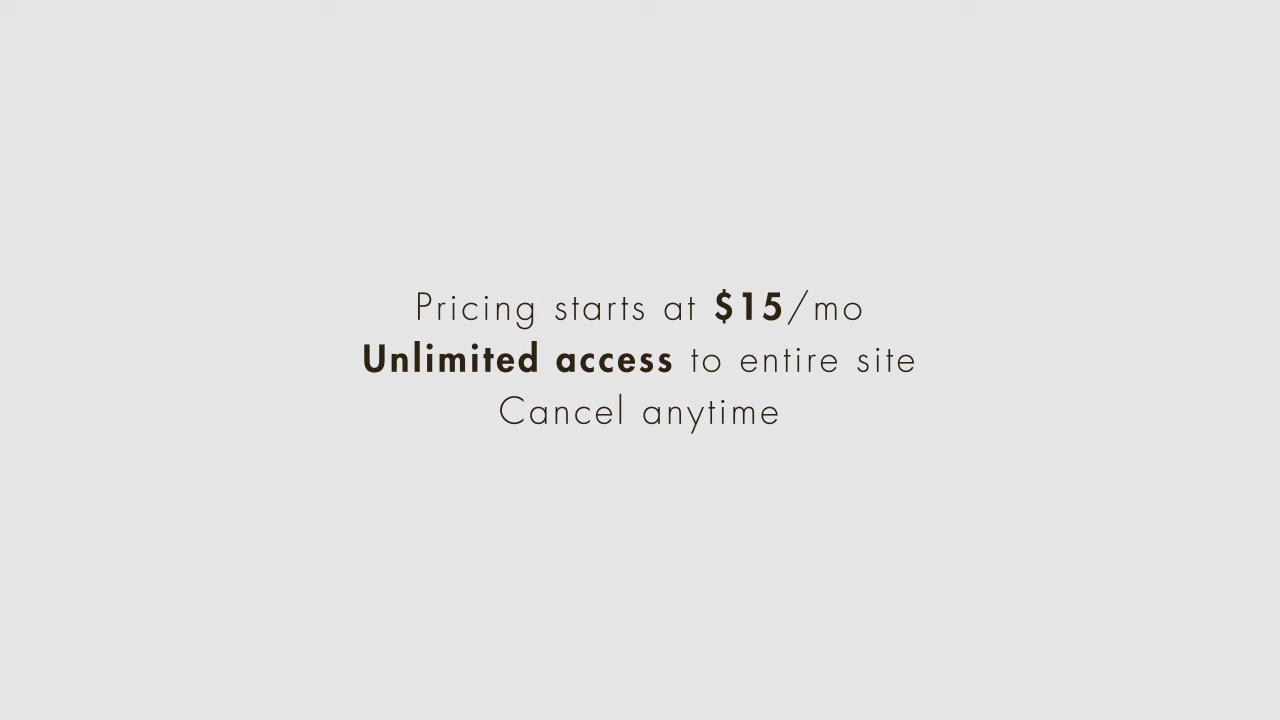 Pricing starts at $15/mo
Unlimited access to entire site
Cancel anytime